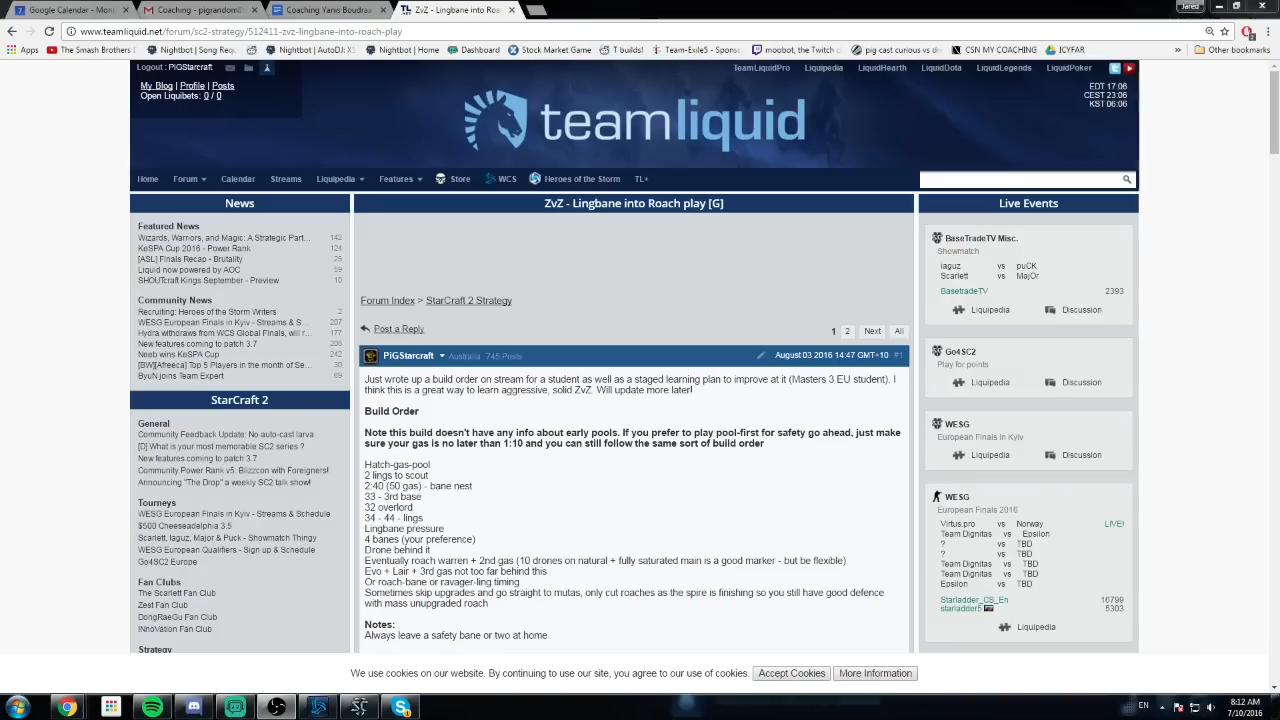 Jared
Google Calendar - Mon
Coaching - pigrandom8
Coaching Yanis Boudrau
ZvZ - Lingbane into Roa
www.teamliquid.net/forum/sc2-strategy/512411-zvz-lingbane-into-roach-play
Apps
The Smash Brothers
Nightbot | Song Requ
Nightbot | AutoDJ
Nightbot | Home
Dashboard
Stock Market Game
T builds!
Team-Exile5 - Sponso
moobot, the Twitch c
pig cast curious vs die
CSN MY COACHING
ICYFAR
»
Other bookmarks
Logout : PiGStarcraft
TeamLiquidPro
Liquipedia
LiquidHearth
LiquidDota
LiquidLegends
LiquidPoker
My Blog | Profile | Posts
Open Liquibets: 0 / 0
EDT 17:06
CEST 23:06
KST 06:06
teamliquid
Home
Forum
Calendar
Streams
Liquipedia
Features
Store
WCS
Heroes of the Storm
TL+
News
Featured News
Wizards, Warriors, and Magic: A Strategic Part... 142
KeSPA Cup 2016 - Power Rank 124
[ASL] Finals Recap - Brutality 25
Liquid now powered by AOC 59
SHOUTcraft Kings September - Preview 10
Community News
Recruiting: Heroes of the Storm Writers 2
WESG European Finals in Kyiv - Streams & S... 207
Hydra withdraws from WCS Global Finals, will r... 177
New features coming to patch 3.7
Neeb wins KeSPA Cup 242
[BW][Afreeca] Top 5 Players in the month of Se...
ByuN joins Team Expert
StarCraft 2
General
Community Feedback Update: No auto-cast larva
[D] What is your most memorable SC2 series ?
New features coming to patch 3.7
Community Power Rank v5: Blizzcon with Foreigners!
Announcing "The Drop" a weekly SC2 talk show!
Tourneys
WESG European Finals in Kyiv - Streams & Schedule
$500 Cheeseadelphia 3.5
Scarlett, Iaguz, Major & Puck - Showmatch Thingy
WESG European Qualifiers - Sign up & Schedule
Go4SC2 Europe
Fan Clubs
The Scarlett Fan Club
Zest Fan Club
DongRaeGu Fan Club
INnoVation Fan Club
Strategy
ZvZ - Lingbane into Roach play [G]
Forum Index > StarCraft 2 Strategy
Post a Reply
1 2 Next All
PiGStarcraft Australia 745 Posts August 03 2016 14:47 GMT+10 #1
Just wrote up a build order on stream for a student as well as a staged learning plan to improve at it (Masters 3 EU student). I
think this is a great way to learn aggressive, solid ZvZ. Will update more later!
Build Order
Note this build doesn't have any info about early pools. If you prefer to play pool-first for safety go ahead, just make
sure your gas is no later than 1:10 and you can still follow the same sort of build order
Hatch-gas-pool
2 lings to scout
2:40 (50 gas) - bane nest
33 - 3rd base
32 overlord
34 - 44 - lings
Lingbane pressure
4 banes (your preference)
Drone behind it
Eventually roach warren + 2nd gas (10 drones on natural + fully saturated main is a good marker - but be flexible)
Evo + Lair + 3rd gas not too far behind this
Or roach-bane or ravager-ling timing
Sometimes skip upgrades and go straight to mutas, only cut roaches as the spire is finishing so you still have good defence
with mass unupgraded roach
Notes:
Always leave a safety bane or two at home
Live Events
BaseTradeTV Misc.
Showmatch
iaguz vs puCK
Scarlett vs MajOr
BasetradeTV 2393
Liquipedia Discussion
Go4SC2
Play for points
Liquipedia Discussion
WESG
European Finals in Kyiv
Liquipedia Discussion
WESG
European Finals 2016
Virtus.pro vs Norway LIVE!
Team Dignitas vs Epsilon
? vs TBD
? vs TBD
Team Dignitas vs TBD
Team Dignitas vs TBD
Epsilon vs TBD
Starladder_CS_En 16799
starladder5 5303
Liquipedia
We use cookies on our website. By continuing to use our site, you agree to our use of cookies. Accept Cookies More Information
EN
8:12 AM
7/10/2016